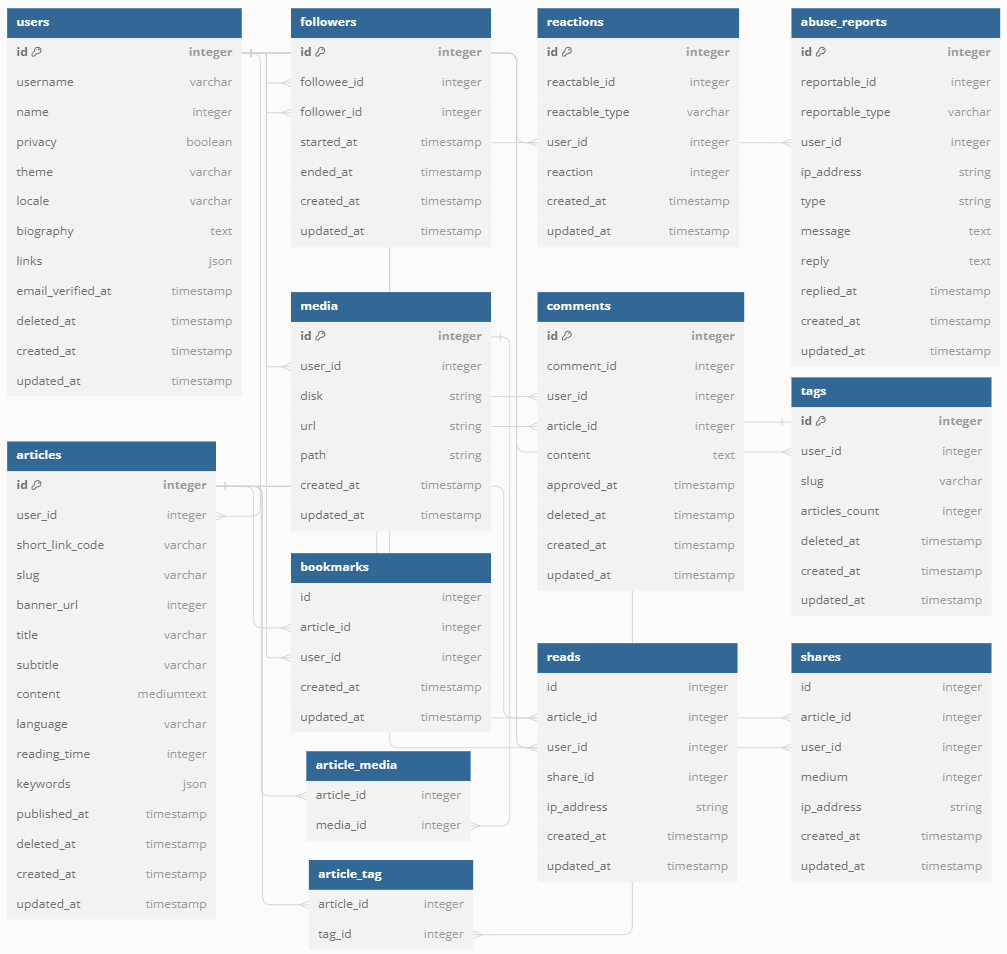 users
id integer
username varchar
name integer
privacy boolean
theme varchar
locale varchar
biography text
links json
email_verified_at timestamp
deleted_at timestamp
created_at timestamp
updated_at timestamp
followers
id integer
followee_id integer
follower_id integer
started_at timestamp
ended_at timestamp
created_at timestamp
updated_at timestamp
reactions
id integer
reactable_id integer
reactable_type varchar
user_id integer
reaction integer
created_at timestamp
updated_at timestamp
abuse_reports
id integer
reportable_id integer
reportable_type varchar
user_id integer
ip_address string
type string
message text
reply text
replied_at timestamp
created_at timestamp
updated_at timestamp
media
id integer
user_id integer
disk string
url string
path string
created_at timestamp
updated_at timestamp
comments
id integer
comment_id integer
user_id integer
article_id integer
content text
approved_at timestamp
deleted_at timestamp
created_at timestamp
updated_at timestamp
tags
id integer
user_id integer
slug varchar
articles_count integer
deleted_at timestamp
created_at timestamp
updated_at timestamp
articles
id integer
user_id integer
short_link_code varchar
slug varchar
banner_url integer
title varchar
subtitle varchar
content mediumtext
language varchar
reading_time integer
keywords json
published_at timestamp
deleted_at timestamp
created_at timestamp
updated_at timestamp
bookmarks
id integer
article_id integer
user_id integer
created_at timestamp
updated_at timestamp
reads
id integer
article_id integer
user_id integer
share_id integer
ip_address string
created_at timestamp
updated_at timestamp
shares
id integer
article_id integer
user_id integer
medium integer
ip_address string
created_at timestamp
updated_at timestamp
article_media
article_id integer
media_id integer
article_tag
article_id integer
tag_id integer